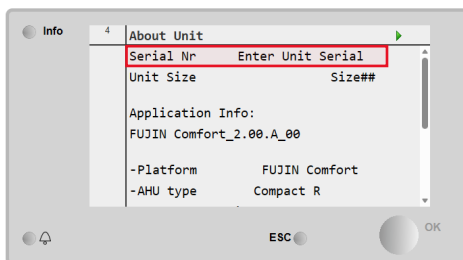 Info
4
About Unit
Serial Nr Enter Unit Serial
Unit Size Size##
Application Info:
FUJIN Comfort_2.00.A_00
-Platform FUJIN Comfort
-AHU type Compact R
ESC
OK